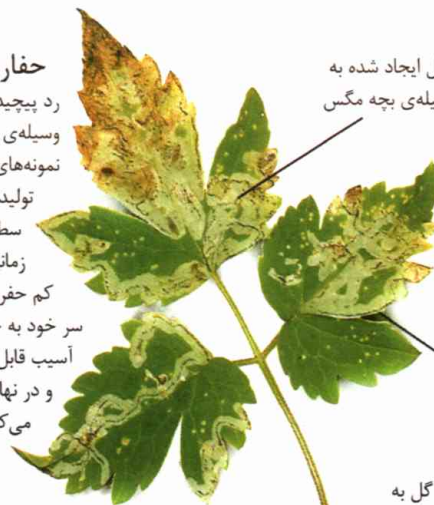 حفار
رد پیچید
وسیله‌ی
نمونه‌های
تولید
سط
زمان
کم حفر
سر خود به
آسیب قابل
و در نها
می‌ک
ایجاد شده به
یله‌ی بچه مگس
گل به